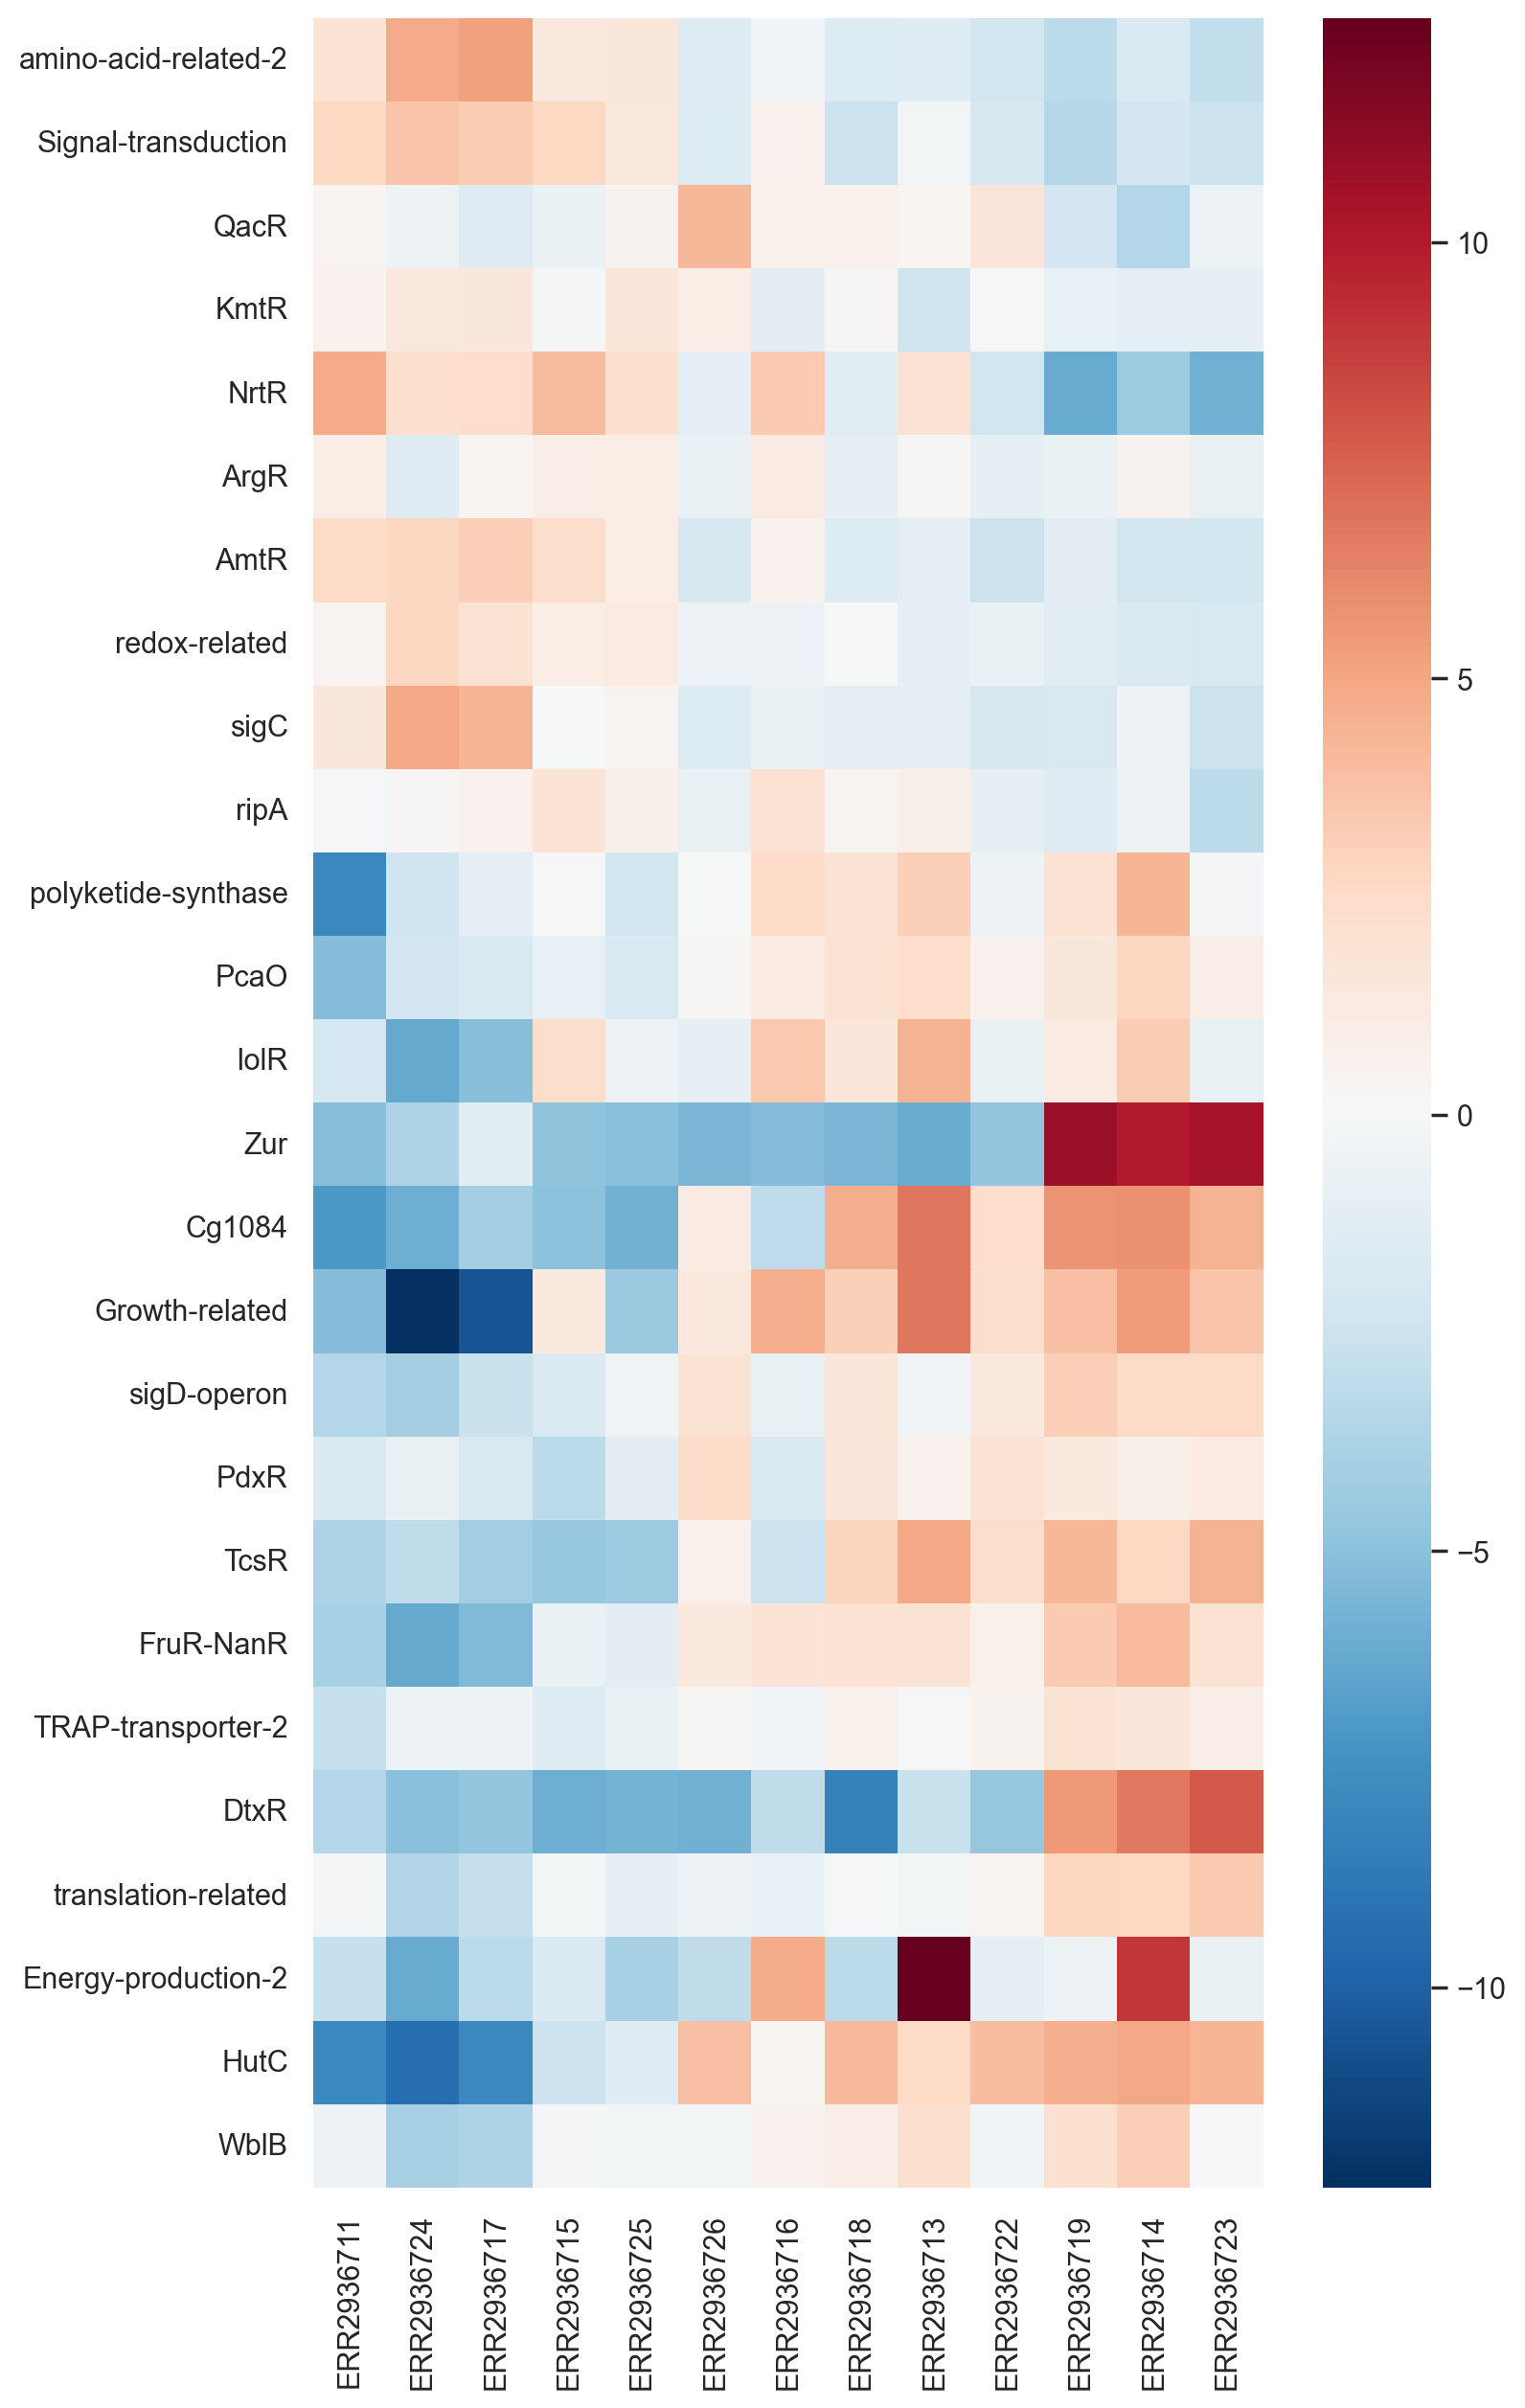 amino-acid-related-2
Signal-transduction
QacR
KmtR
NrtR
ArgR
AmtR
redox-related
sigC
ripA
polyketide-synthase
PcaO
IolR
Zur
Cg1084
Growth-related
sigD-operon
PdxR
TcsR
FruR-NanR
TRAP-transporter-2
DtxR
translation-related
Energy-production-2
HutC
WblB
ERR2936711
ERR2936724
ERR2936717
ERR2936715
ERR2936725
ERR2936726
ERR2936716
ERR2936718
ERR2936713
ERR2936722
ERR2936719
ERR2936714
ERR2936723
10
5
0
−5
−10